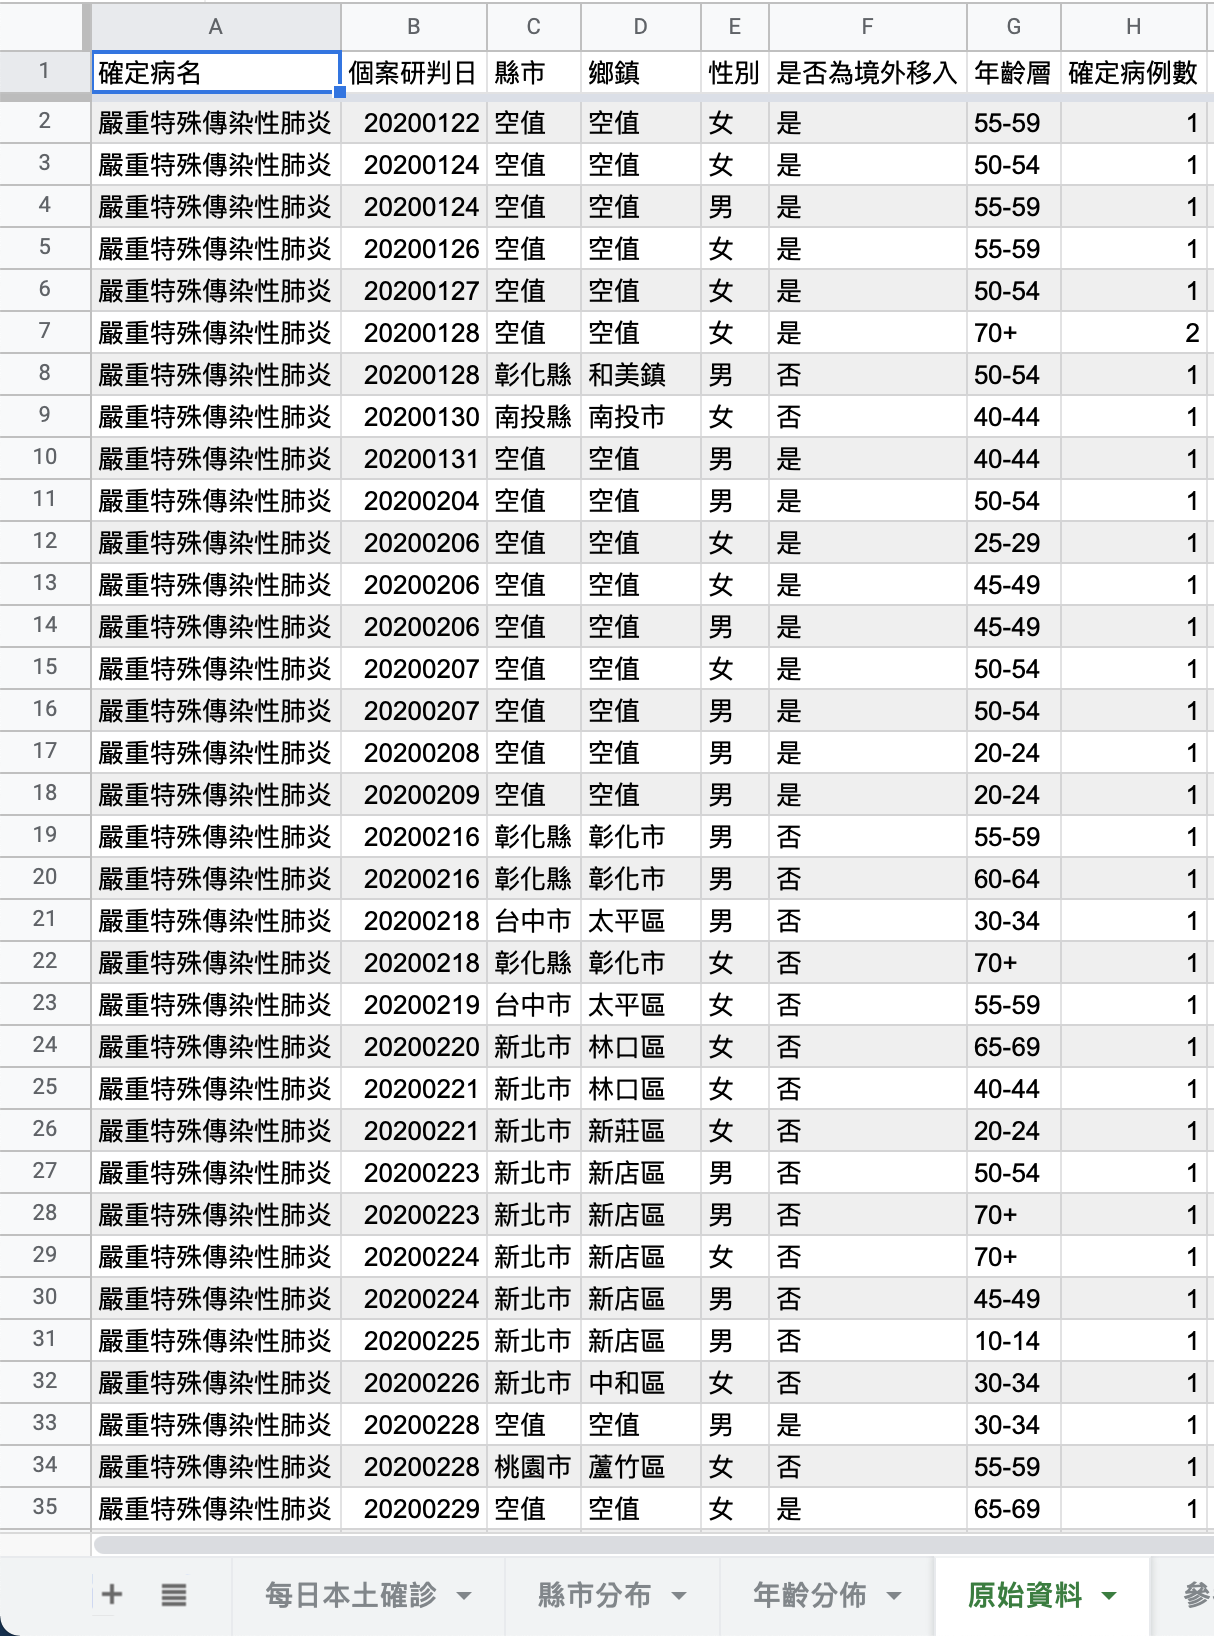 A B C D E F G H
1 確定病名 個案研判日 縣市 鄉鎮 性別 是否為境外移入 年齡層 確定病例數
2 嚴重特殊傳染性肺炎 20200122 空值 空值 女 是 55-59 1
3 嚴重特殊傳染性肺炎 20200124 空值 空值 女 是 50-54 1
4 嚴重特殊傳染性肺炎 20200124 空值 空值 男 是 55-59 1
5 嚴重特殊傳染性肺炎 20200126 空值 空值 女 是 55-59 1
6 嚴重特殊傳染性肺炎 20200127 空值 空值 女 是 50-54 1
7 嚴重特殊傳染性肺炎 20200128 空值 空值 女 是 70+ 2
8 嚴重特殊傳染性肺炎 20200128 彰化縣 和美鎮 男 否 50-54 1
9 嚴重特殊傳染性肺炎 20200130 南投縣 南投市 女 否 40-44 1
10 嚴重特殊傳染性肺炎 20200131 空值 空值 男 是 40-44 1
11 嚴重特殊傳染性肺炎 20200204 空值 空值 男 是 50-54 1
12 嚴重特殊傳染性肺炎 20200206 空值 空值 女 是 25-29 1
13 嚴重特殊傳染性肺炎 20200206 空值 空值 女 是 45-49 1
14 嚴重特殊傳染性肺炎 20200206 空值 空值 男 是 45-49 1
15 嚴重特殊傳染性肺炎 20200207 空值 空值 女 是 50-54 1
16 嚴重特殊傳染性肺炎 20200207 空值 空值 男 是 50-54 1
17 嚴重特殊傳染性肺炎 20200208 空值 空值 男 是 20-24 1
18 嚴重特殊傳染性肺炎 20200209 空值 空值 男 是 20-24 1
19 嚴重特殊傳染性肺炎 20200216 彰化縣 彰化市 男 否 55-59 1
20 嚴重特殊傳染性肺炎 20200216 彰化縣 彰化市 男 否 60-64 1
21 嚴重特殊傳染性肺炎 20200218 台中市 太平區 男 否 30-34 1
22 嚴重特殊傳染性肺炎 20200218 彰化縣 彰化市 女 否 70+ 1
23 嚴重特殊傳染性肺炎 20200219 台中市 太平區 女 否 55-59 1
24 嚴重特殊傳染性肺炎 20200220 新北市 林口區 女 否 65-69 1
25 嚴重特殊傳染性肺炎 20200221 新北市 林口區 女 否 40-44 1
26 嚴重特殊傳染性肺炎 20200221 新北市 新莊區 女 否 20-24 1
27 嚴重特殊傳染性肺炎 20200223 新北市 新店區 男 否 50-54 1
28 嚴重特殊傳染性肺炎 20200223 新北市 新店區 男 否 70+ 1
29 嚴重特殊傳染性肺炎 20200224 新北市 新店區 女 否 70+ 1
30 嚴重特殊傳染性肺炎 20200224 新北市 新店區 男 否 45-49 1
31 嚴重特殊傳染性肺炎 20200225 新北市 新店區 男 否 10-14 1
32 嚴重特殊傳染性肺炎 20200226 新北市 中和區 女 否 30-34 1
33 嚴重特殊傳染性肺炎 20200228 空值 空值 男 是 30-34 1
34 嚴重特殊傳染性肺炎 20200228 桃園市 蘆竹區 女 否 55-59 1
35 嚴重特殊傳染性肺炎 20200229 空值 空值 女 是 65-69 1
每日本土確診 縣市分布 年齡分佈 原始資料 參